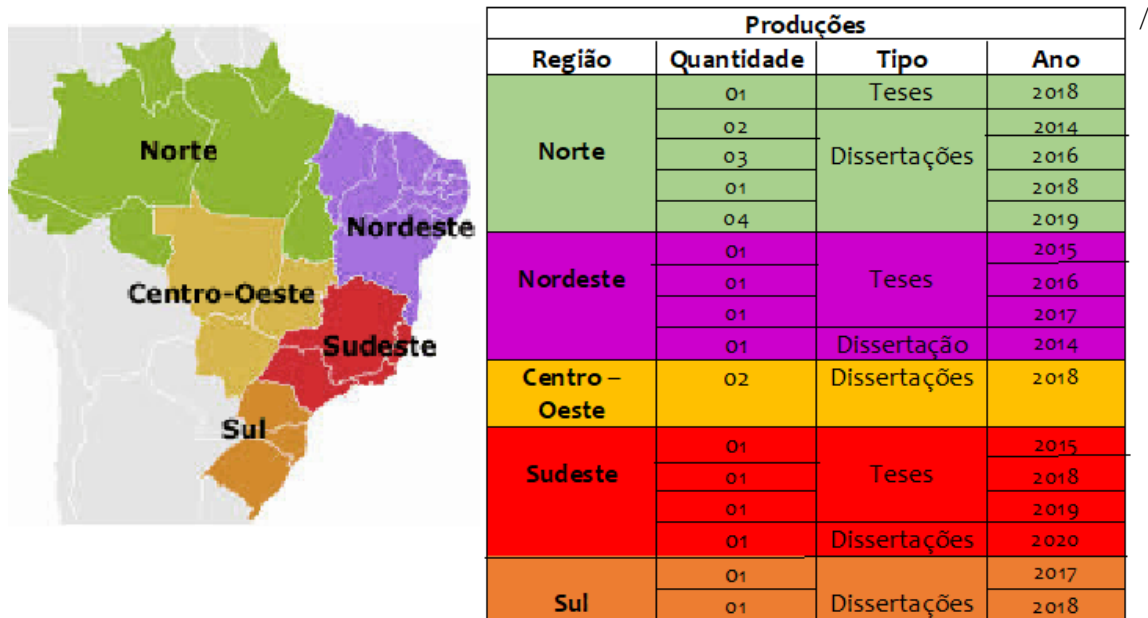 Norte
Nordeste
Centro-Oeste
Sudeste
Sul
/
Produções
Região Quantidade Tipo Ano
Norte
01 Teses 2018
02 2014
03 Dissertações 2016
01 2018
04 2019
Nordeste
01 2015
01 Teses 2016
01 2017
01 Dissertação 2014
Centro –
Oeste
02 Dissertações 2018
Sudeste
01 2015
01 Teses 2018
01 2019
01 Dissertações 2020
Sul
01 2017
01 Dissertações 2018